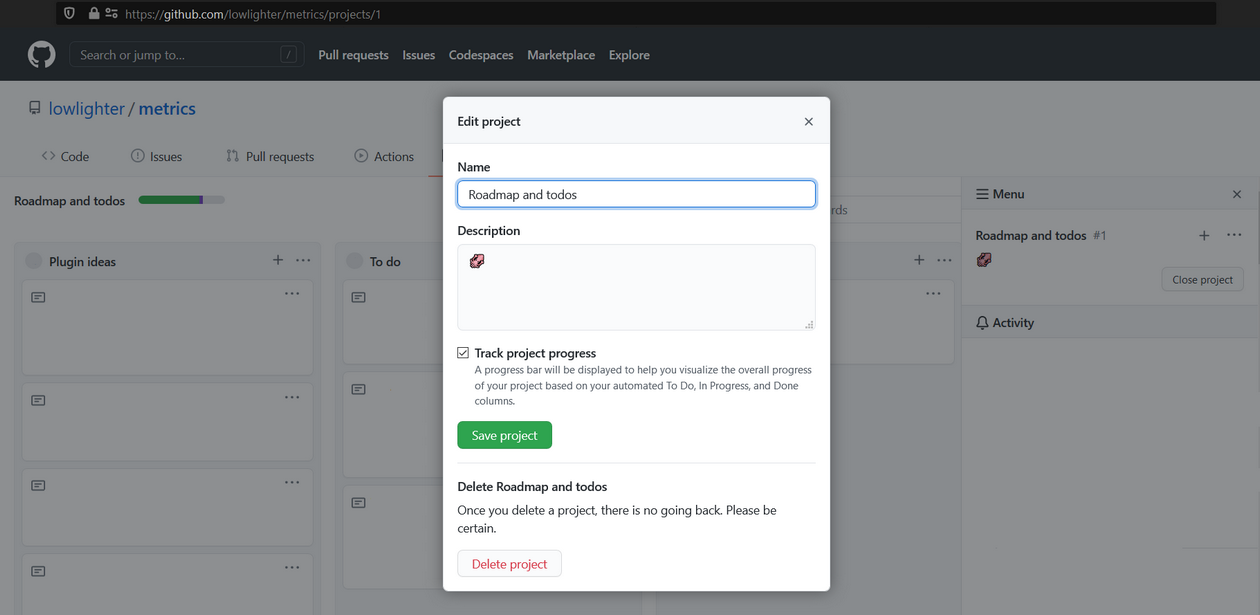 https://github.com/lowlighter/metrics/projects/1
Search or jump to... /
Pull requests Issues Codespaces Marketplace Explore
lowlighter / metrics
Code Issues Pull requests Actions
Roadmap and todos
Plugin ideas
To do
Edit project
Name
Roadmap and todos
Description
Track project progress
A progress bar will be displayed to help you visualize the overall progress
of your project based on your automated To Do, In Progress, and Done
columns.
Save project
Delete Roadmap and todos
Once you delete a project, there is no going back. Please be
certain.
Delete project
rds
Menu
Roadmap and todos #1
Close project
Activity